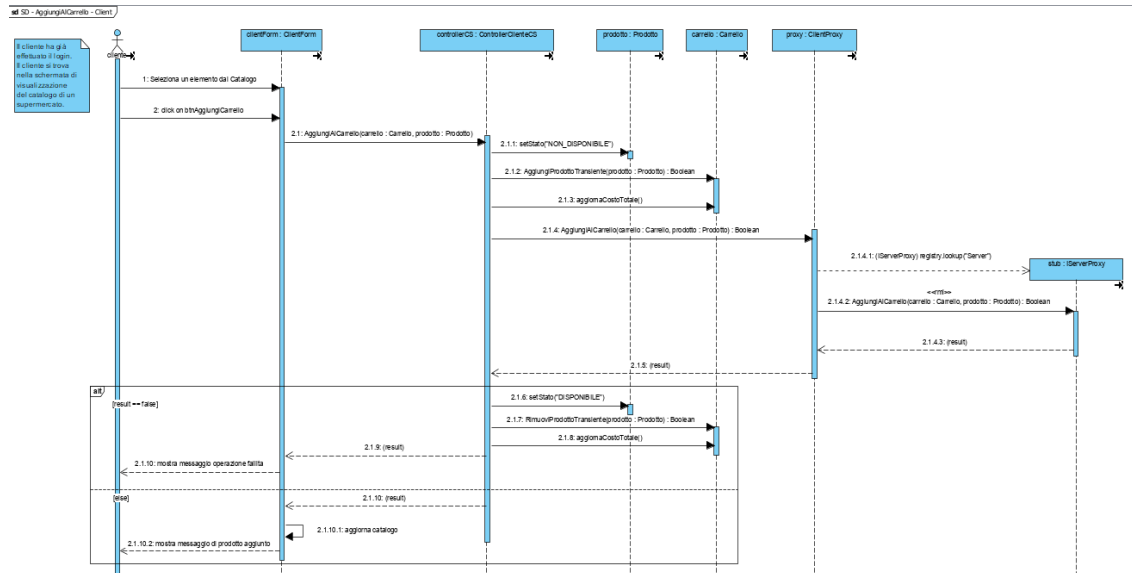 sd SD - AggiungiAlCarrello - Client
Il cliente ha già
effettuato il login.
Il cliente si trova
nella schermata di
visualizzazione
del catalogo di un
supermercato.
cliente
clientForm : ClientForm
controllerCS : ControllerClienteCS
prodotto : Prodotto
carrello : Carrello
proxy : ClientProxy
1: Seleziona un elemento dal Catalogo
2: click on btnAggiungiCarrello
2.1: AggiungiAlCarrello(carrello : Carrello, prodotto : Prodotto)
2.1.1: setStato("NON_DISPONIBILE")
2.1.2: AggiungiProdottoTransiente(prodotto : Prodotto) : Boolean
2.1.3: aggiornaCostoTotale()
2.1.4: AggiungiAlCarrello(carrello : Carrello, prodotto : Prodotto) : Boolean
2.1.4.1: (IServerProxy) registry.lookup("Server")
stub : IServerProxy
<<rmi>>
2.1.4.2: AggiungiAlCarrello(carrello : Carrello, prodotto : Prodotto) : Boolean
2.1.4.3: (result)
2.1.5: (result)
alt
[result == false]
2.1.6: setStato("DISPONIBILE")
2.1.7: RimuoviProdottoTransiente(prodotto : Prodotto) : Boolean
2.1.8: aggiornaCostoTotale()
2.1.9: (result)
2.1.10: mostra messaggio operazione fallita
[else]
2.1.10: (result)
2.1.10.1: aggiorna catalogo
2.1.10.2: mostra messaggio di prodotto aggiunto